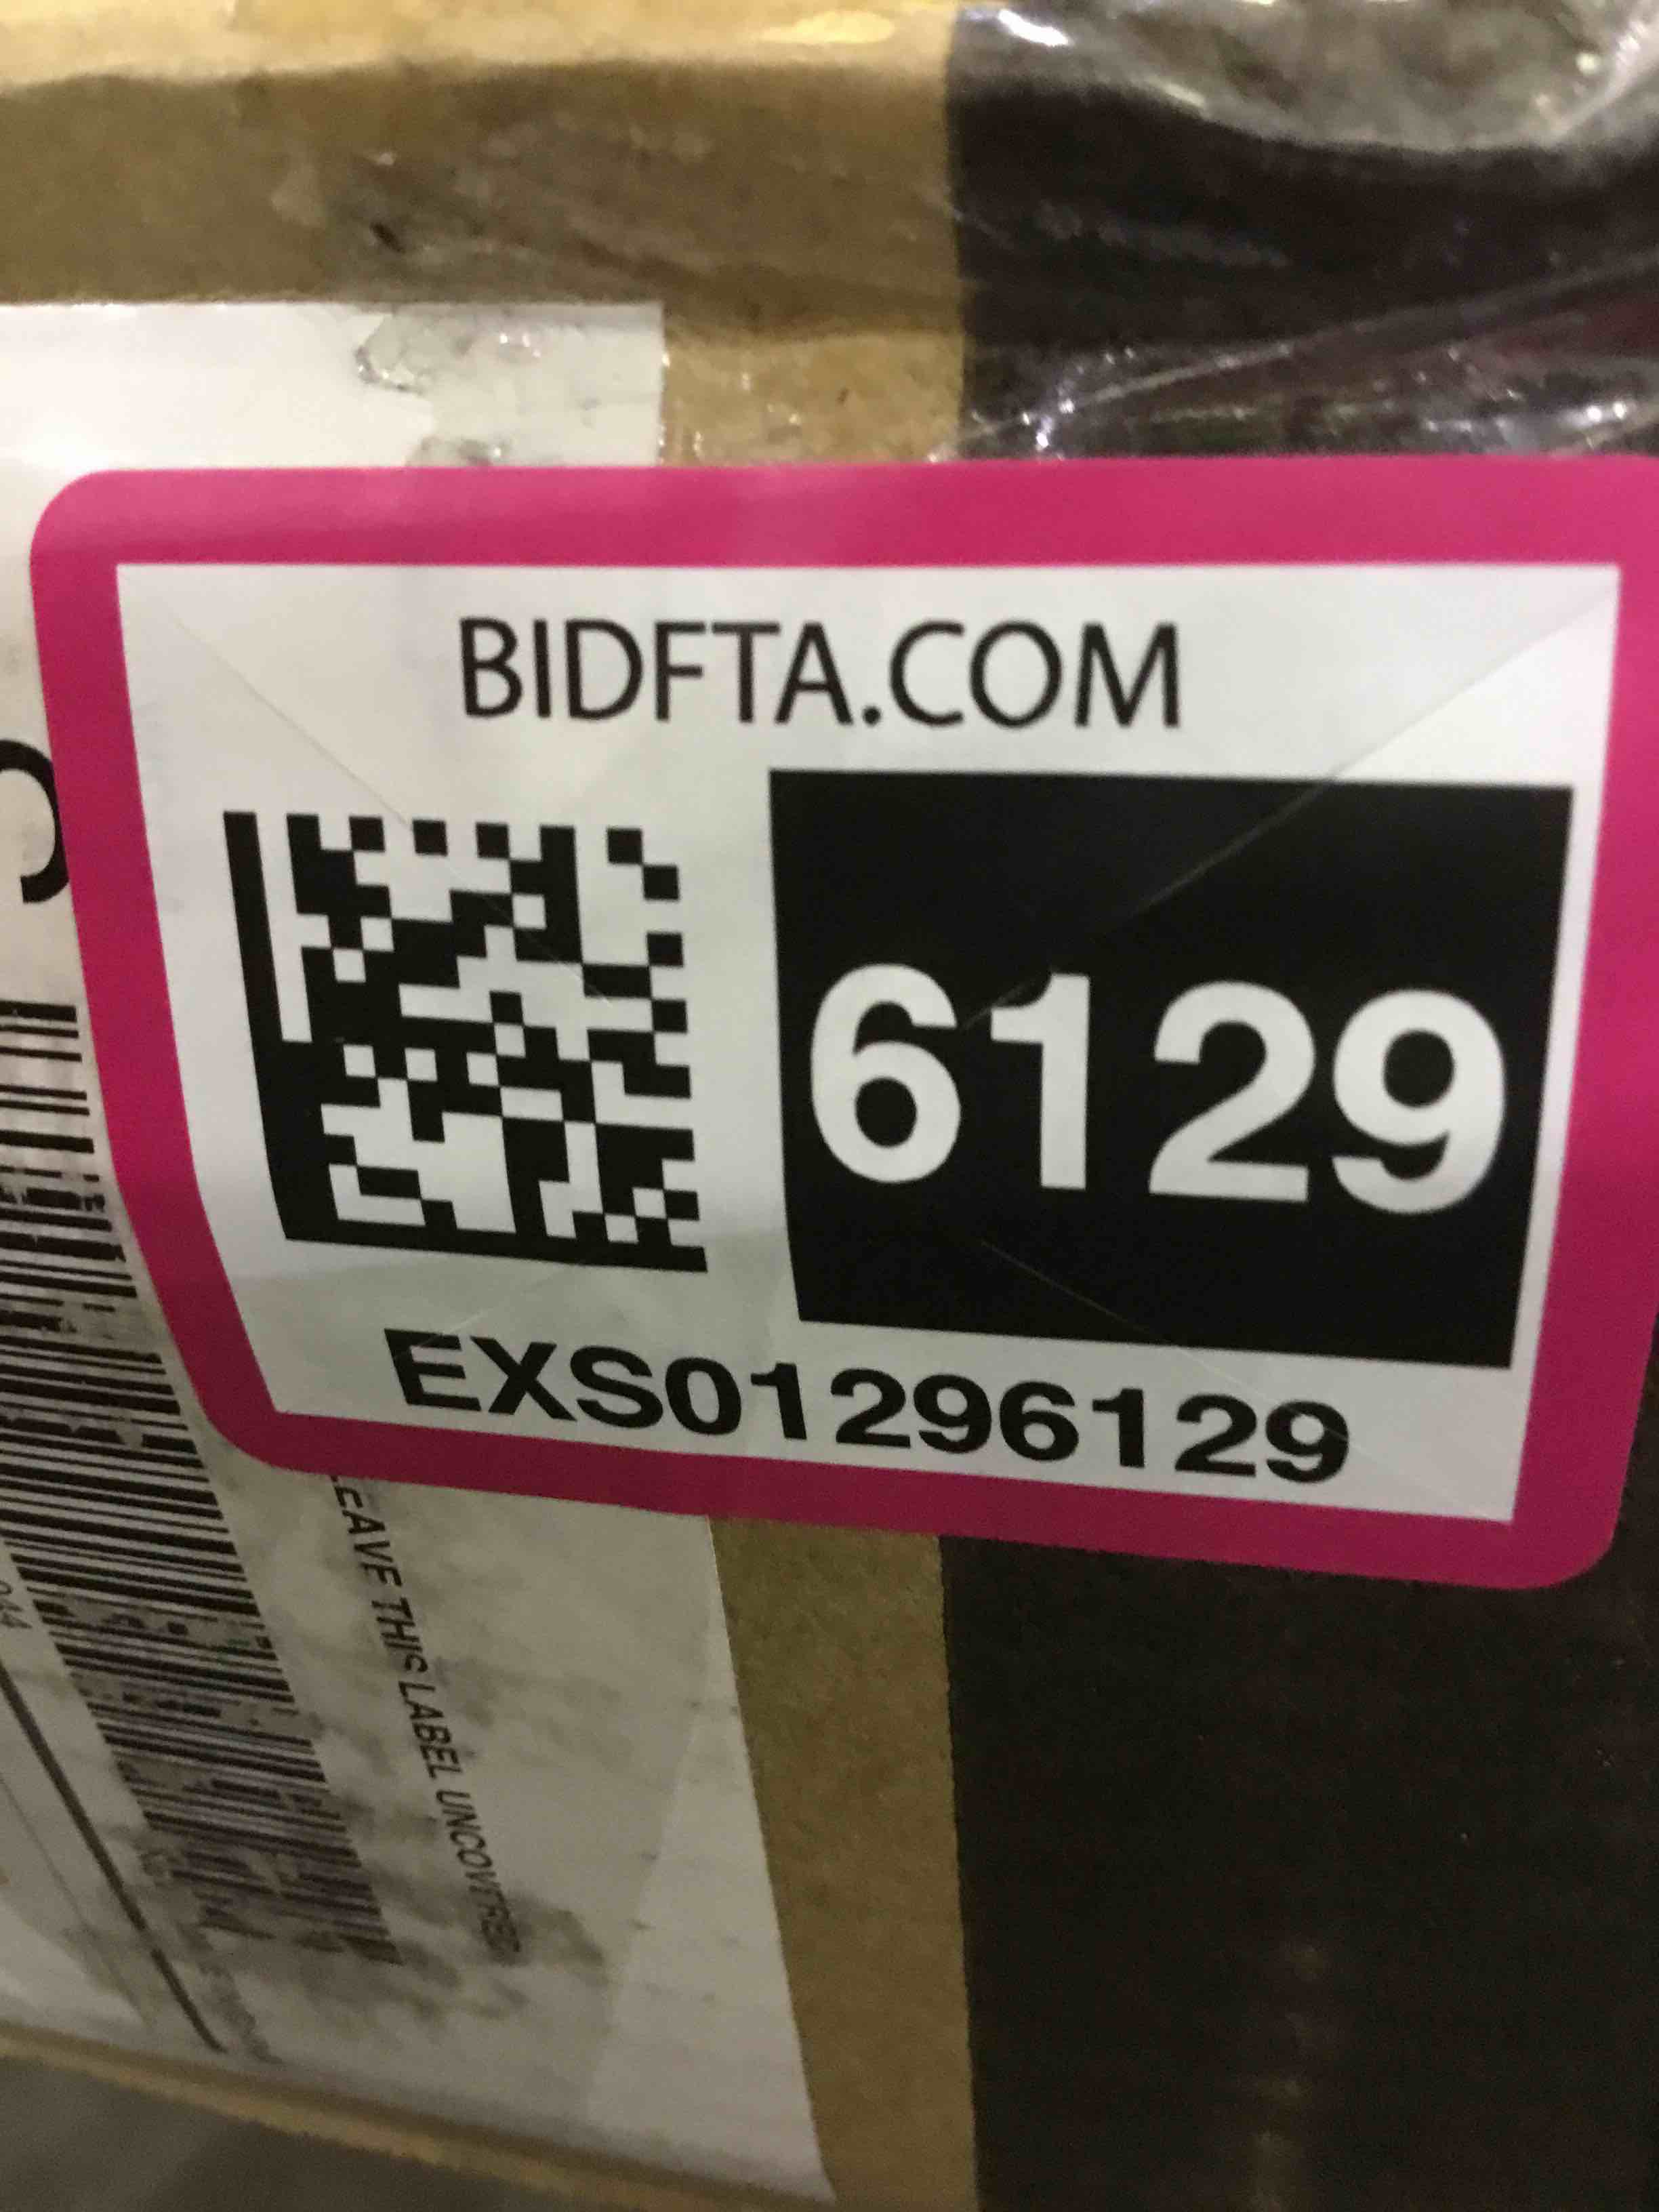 BIDFTA.COM
6129
EXS01296129
LEAVE THIS LABEL UNCOVERED